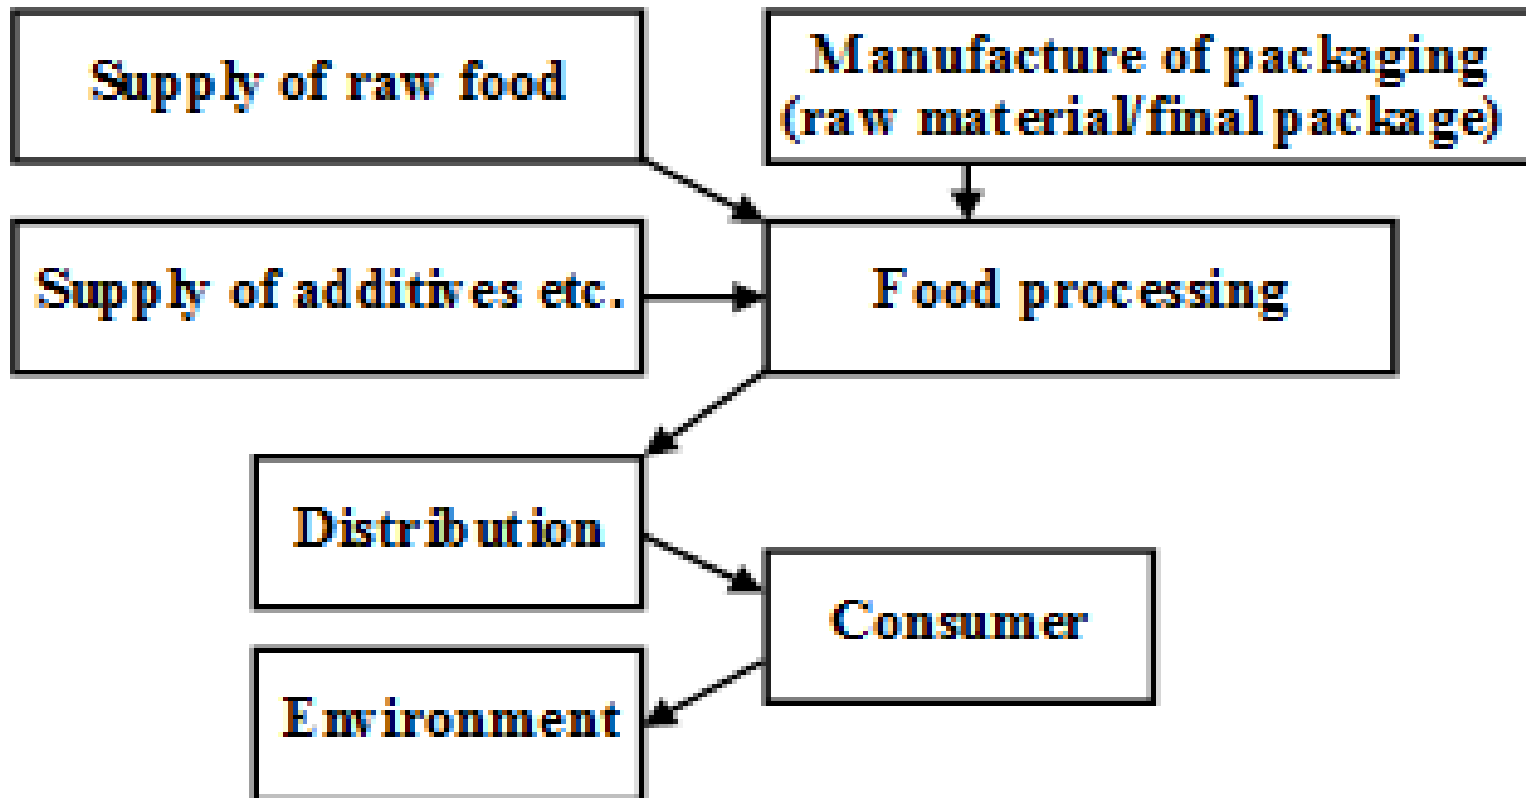 Supply of raw food
Manufacture of packaging
(raw material/final package)
Supply of additives etc.
Food processing
Distribution
Consumer
Environment